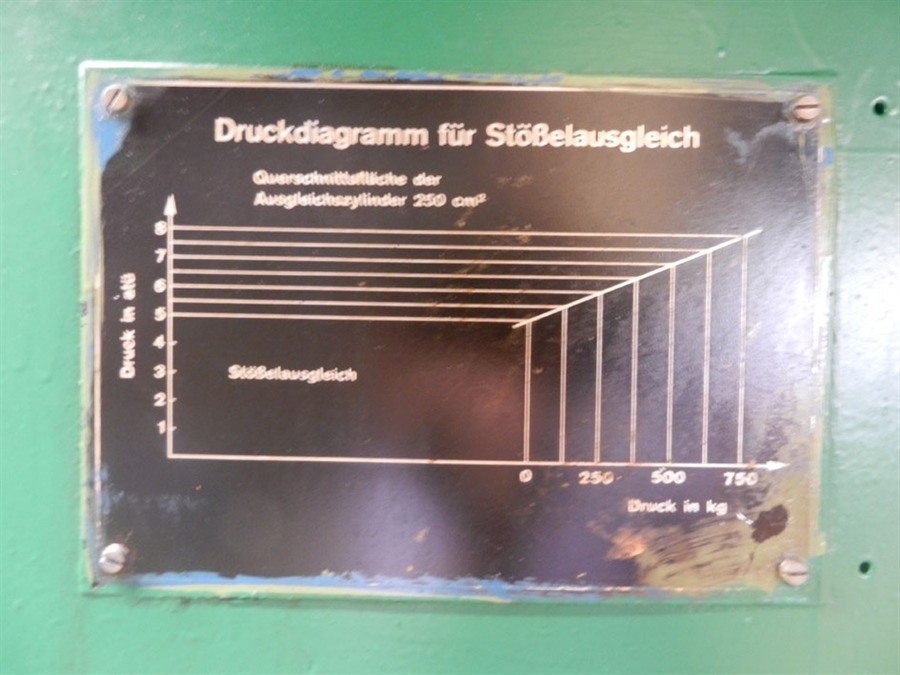 Druckdiagramm für Stößelausgleich
Querschnittsfläche der
Ausgleichszylinder 250 cm²
8
7
6
5
4
3
2
1
Druck in atü
Stößelausgleich
0 250 500 750
Druck in kg